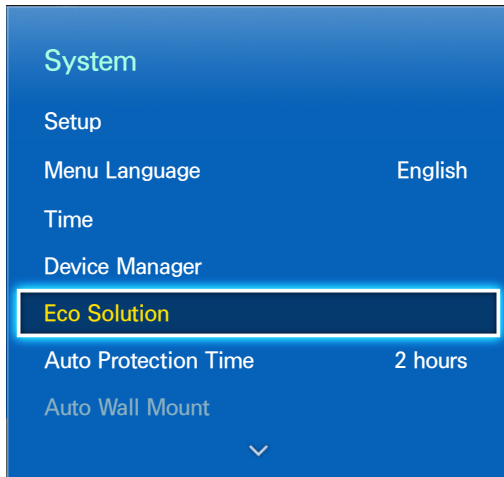 System
Setup
Menu Language English
Time
Device Manager
Eco Solution
Auto Protection Time 2 hours
Auto Wall Mount